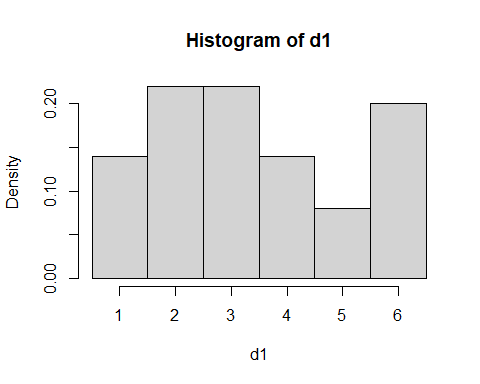 Histogram of d1
Density
0.20
0.10
0.00
1 2 3 4 5 6
d1